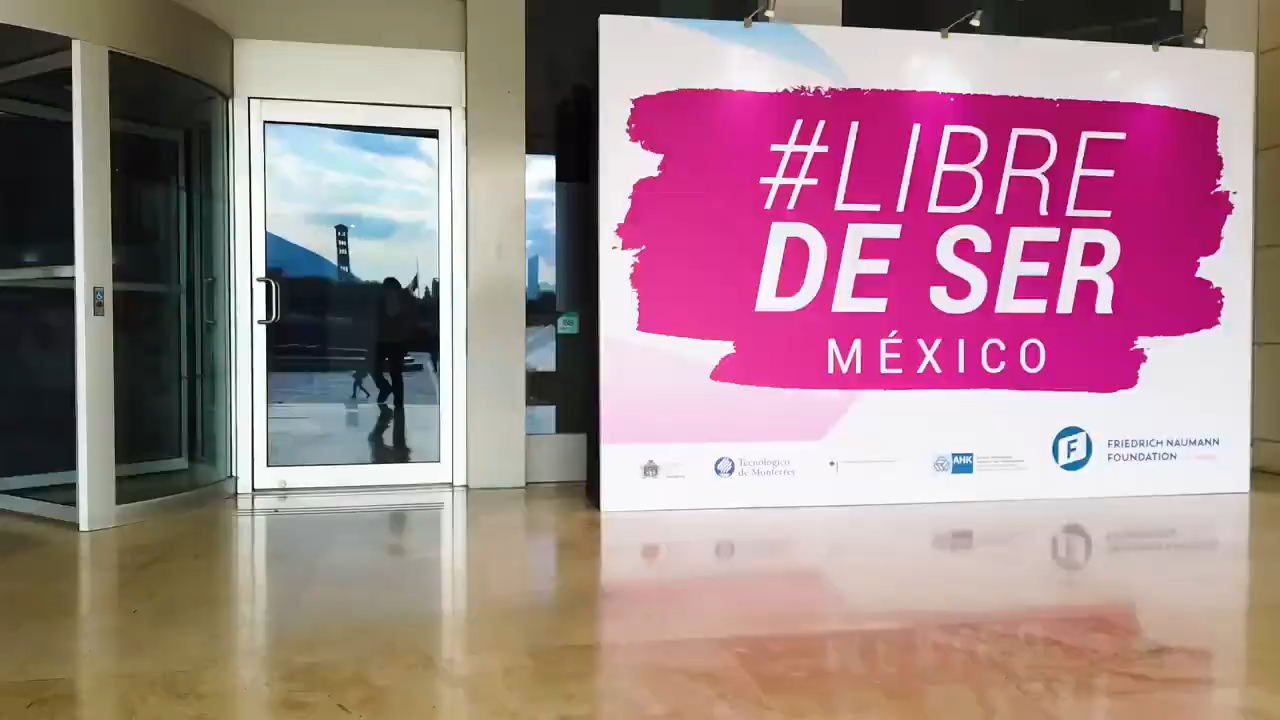 #LIBRE
DE SER
MÉXICO
Tecnológico
de Monterrey
AHK
F
FRIEDRICH NAUMANN
FOUNDATION